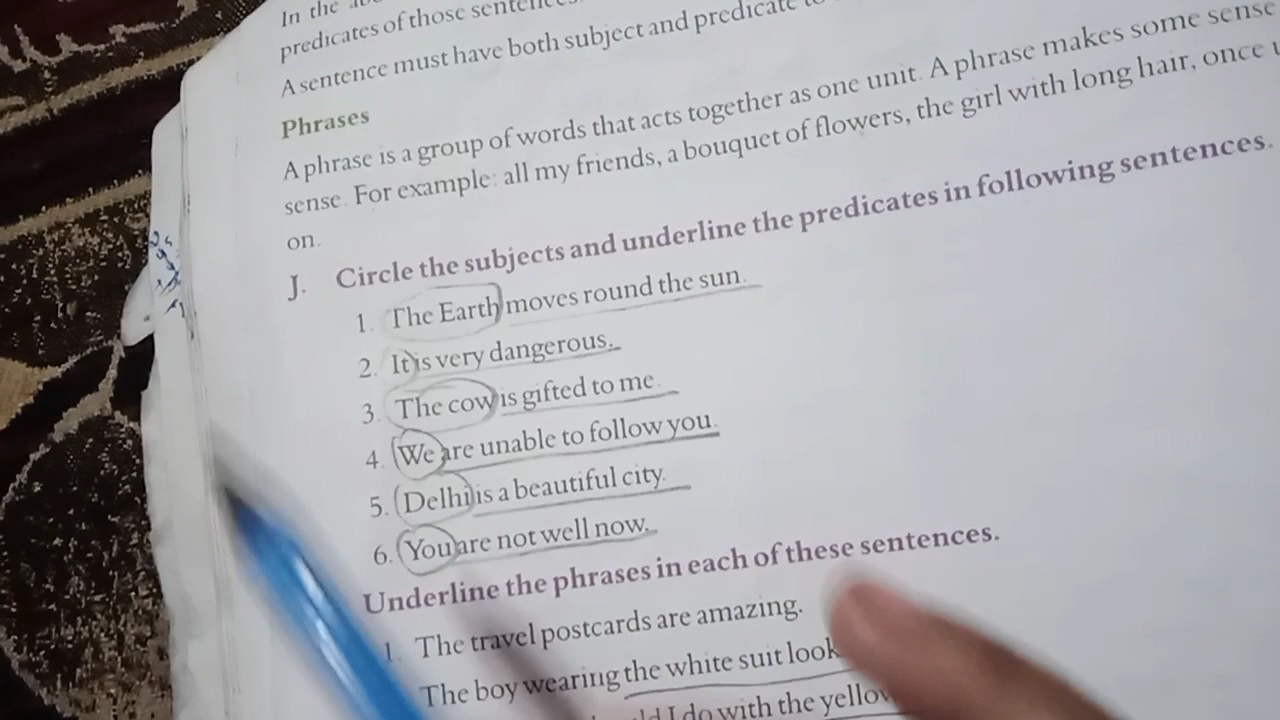 In the
predicates of those sentences.
A sentence must have both subject and predicate to
Phrases
A phrase is a group of words that acts together as one unit. A phrase makes some sense
sense. For example: all my friends, a bouquet of flowers, the girl with long hair, once
on.
J. Circle the subjects and underline the predicates in following sentences.
1. The Earth moves round the sun.
2. It is very dangerous.
3. The cow is gifted to me.
4. We are unable to follow you.
5. Delhi is a beautiful city.
6. You are not well now.
Underline the phrases in each of these sentences.
1. The travel postcards are amazing.
The boy wearing the white suit look
I do with the yellow